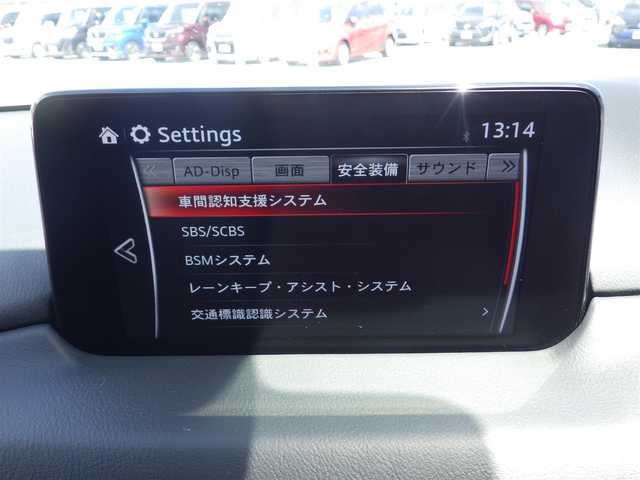 Settings
13:14
AD-Disp
画面
安全装備
サウンド
車間認知支援システム
SBS/SCBS
BSMシステム
レーンキープ・アシスト・システム
交通標識認識システム